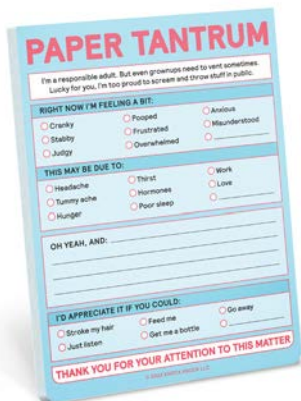 PAPER TANTRUM
I'm a responsible adult. But even grownups need to vent sometimes.
Lucky for you, I'm too proud to scream and throw stuff in public.
RIGHT NOW I'M FEELING A BIT:
Cranky Pooped Anxious
Stabby Frustrated Misunderstood
Judgy Overwhelmed
THIS MAY BE DUE TO:
Headache Thirst Work
Tummy ache Hormones Love
Hunger Poor sleep
OH YEAH, AND:
I'D APPRECIATE IT IF YOU COULD:
Stroke my hair Feed me Go away
Just listen Get me a bottle
THANK YOU FOR YOUR ATTENTION TO THIS MATTER